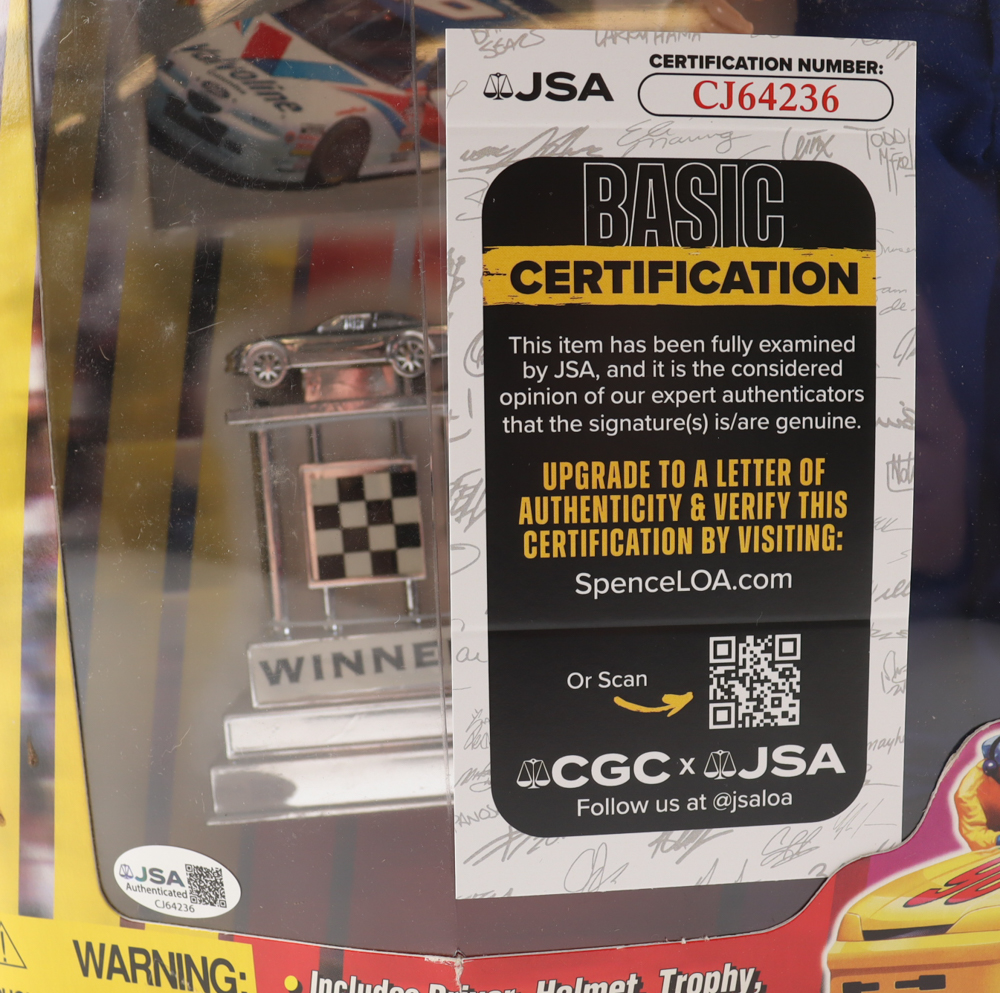 Valvoline
JSA
CERTIFICATION NUMBER:
CJ64236
BASIC
CERTIFICATION
This item has been fully examined
by JSA, and it is the considered
opinion of our expert authenticators
that the signature(s) is/are genuine.
UPGRADE TO A LETTER OF
AUTHENTICITY & VERIFY THIS
CERTIFICATION BY VISITING:
SpenceLOA.com
Or Scan
CGC x JSA
Follow us at @jsaloa
WINNE
JSA
Authenticated
CJ64236
WARNING:
• Includes Driver, Helmet, Trophy,